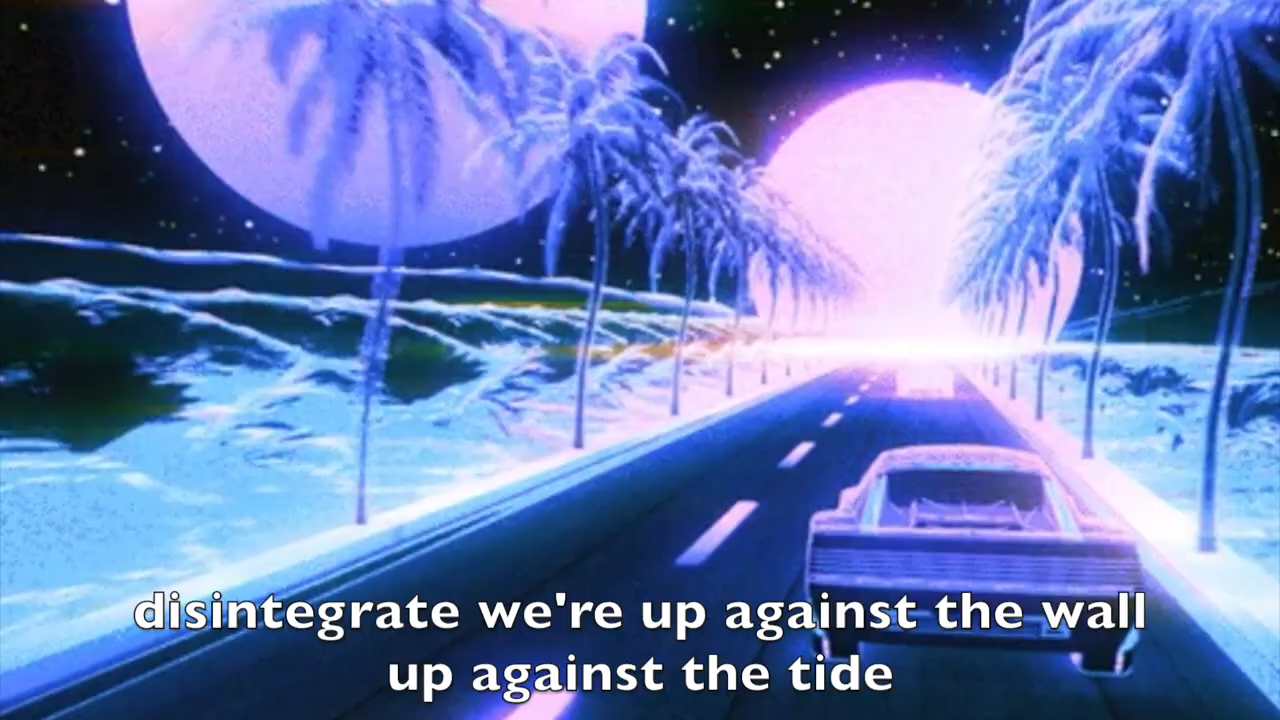 disintegrate we're up against the wall
up against the tide